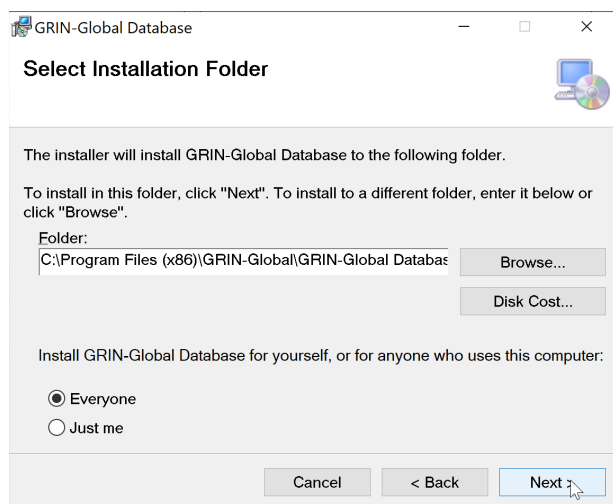 GRIN-Global Database
Select Installation Folder
The installer will install GRIN-Global Database to the following folder.
To install in this folder, click "Next". To install to a different folder, enter it below or
click "Browse".
Folder:
C:\Program Files (x86)\GRIN-Global\GRIN-Global Databas
Browse...
Disk Cost...
Install GRIN-Global Database for yourself, or for anyone who uses this computer:
Everyone
Just me
Cancel
< Back
Next >